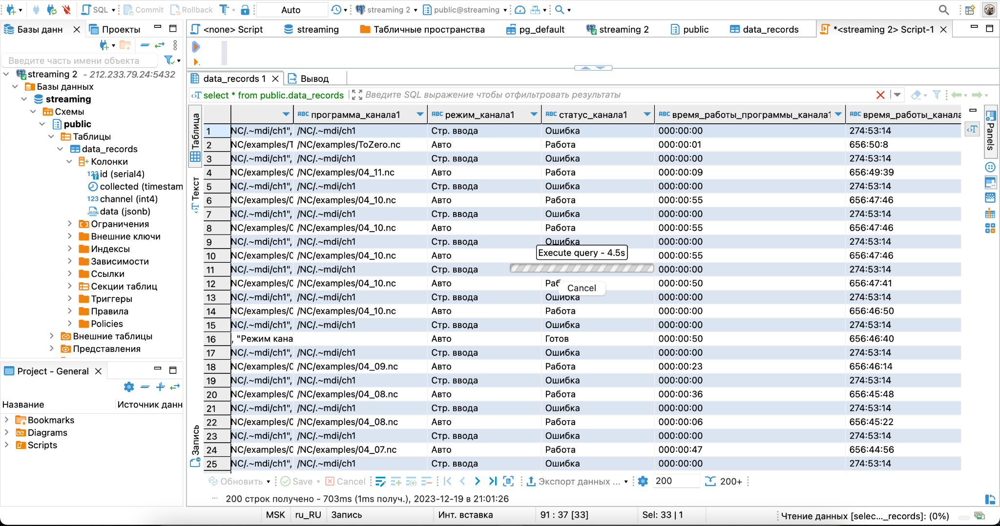 SQL Commit Rollback Auto streaming 2 public@streaming
Базы данн Проекты
<none> Script streaming Табличные пространства pg_default streaming 2 public data_records *<streaming 2> Script-1
Введите часть имени объекта
streaming 2 - 212.233.79.24:5432
Базы данных
streaming
Схемы
public
Таблицы
data_records
Колонки
id (serial4)
collected (timestam
channel (int4)
data (jsonb)
Ограничения
Внешние ключи
Индексы
Зависимости
Ссылки
Секции таблиц
Триггеры
Правила
Policies
Внешние таблицы
Представления
Project - General
Название Источник данн
Bookmarks
Diagrams
Scripts
data_records 1 Вывод
select * from public.data_records Введите SQL выражение чтобы отфильтровать результаты
Таблица
Текст
Запись
программа_канала1 режим_канала1 статус_канала1 время_работы_программы_канала1 время_работы_канала
1 NC/.~mdi/ch1", /NC/.~mdi/ch1 Стр. ввода Ошибка 000:00:00 274:53:14
2 NC/examples/T /NC/examples/ToZero.nc Авто Работа 000:00:01 656:50:8
3 NC/.~mdi/ch1", /NC/.~mdi/ch1 Стр. ввода Ошибка 000:00:00 274:53:14
4 NC/examples/0 /NC/examples/04_11.nc Авто Работа 000:00:09 656:49:39
5 NC/.~mdi/ch1", /NC/.~mdi/ch1 Стр. ввода Ошибка 000:00:00 274:53:14
6 NC/examples/0 /NC/examples/04_10.nc Авто Работа 000:00:55 656:47:46
7 NC/.~mdi/ch1", /NC/.~mdi/ch1 Стр. ввода Ошибка 000:00:00 274:53:14
8 NC/examples/0 /NC/examples/04_10.nc Авто Работа 000:00:55 656:47:46
9 NC/.~mdi/ch1", /NC/.~mdi/ch1 Стр. ввода Ошибка 000:00:00 274:53:14
Execute query - 4.5s
10 NC/examples/0 /NC/examples/04_10.nc Авто 000:00:55 656:47:46
11 NC/.~mdi/ch1", /NC/.~mdi/ch1 Стр. ввода 000:00:00 274:53:14
12 NC/examples/0 /NC/examples/04_10.nc Авто Раб 000:00:50 656:47:41
Cancel
13 NC/.~mdi/ch1", /NC/.~mdi/ch1 Стр. ввода Ошибка 000:00:00 274:53:14
14 NC/examples/0 /NC/examples/04_10.nc Авто Работа 000:00:00 656:46:50
15 NC/.~mdi/ch1", /NC/.~mdi/ch1 Стр. ввода Ошибка 000:00:00 274:53:14
16 , "Режим кана Авто Готов 000:00:50 656:46:40
17 NC/.~mdi/ch1", /NC/.~mdi/ch1 Стр. ввода Ошибка 000:00:00 274:53:14
18 NC/examples/0 /NC/examples/04_09.nc Авто Работа 000:00:23 656:46:14
19 NC/.~mdi/ch1", /NC/.~mdi/ch1 Стр. ввода Ошибка 000:00:00 274:53:14
20 NC/examples/0 /NC/examples/04_08.nc Авто Работа 000:00:36 656:45:48
21 NC/.~mdi/ch1", /NC/.~mdi/ch1 Стр. ввода Ошибка 000:00:00 274:53:14
22 NC/examples/0 /NC/examples/04_08.nc Авто Работа 000:00:06 656:45:22
23 NC/.~mdi/ch1", /NC/.~mdi/ch1 Стр. ввода Ошибка 000:00:00 274:53:14
24 NC/examples/0 /NC/examples/04_07.nc Авто Работа 000:00:47 656:44:56
25 NC/.~mdi/ch1", /NC/.~mdi/ch1 Стр. ввода Ошибка 000:00:00 274:53:14
Panels
Обновить Save Cancel Экспорт данных ... 200 200+
200 строк получено - 703ms (1ms получ.), 2023-12-19 в 21:01:26
MSK ru_RU Запись Инт. вставка 91 : 37 [33] Sel: 33 | 1 Чтение данных [selec..._records]: (0%)